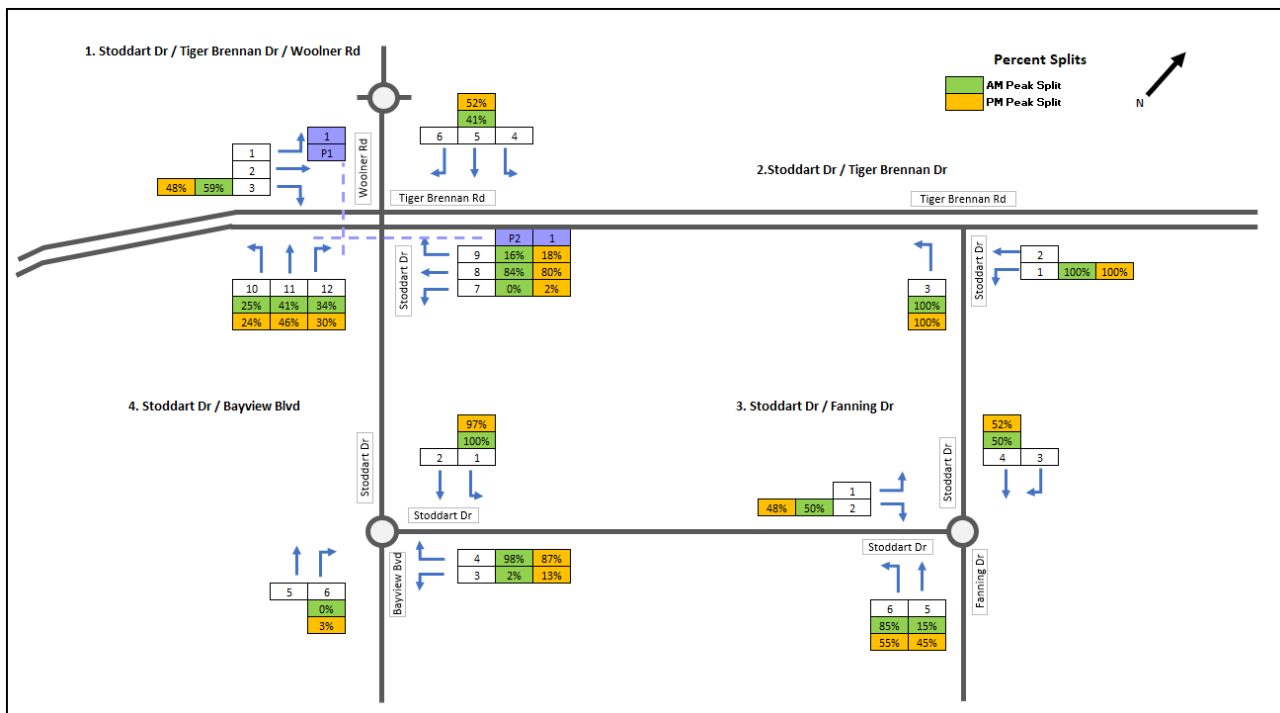 1. Stoddart Dr / Tiger Brennan Dr / Woolner Rd
Percent Splits
AM Peak Split
PM Peak Split
N
52%
41%
6 5 4
1
P1
1
2
48% 59% 3
Woolner Rd
Tiger Brennan Rd
2.Stoddart Dr / Tiger Brennan Dr
Tiger Brennan Rd
P2 1
9 16% 18%
8 84% 80%
7 0% 2%
Stoddart Dr
10 11 12
25% 41% 34%
24% 46% 30%
3
100%
100%
Stoddart Dr
2
1 100% 100%
4. Stoddart Dr / Bayview Blvd
3. Stoddart Dr / Fanning Dr
97%
100%
2 1
Stoddart Dr
Stoddart Dr
52%
50%
4 3
Stoddart Dr
1
48% 50% 2
Stoddart Dr
4 98% 87%
3 2% 13%
Bayview Blvd
5 6
0%
3%
6 5
85% 15%
55% 45%
Fanning Dr